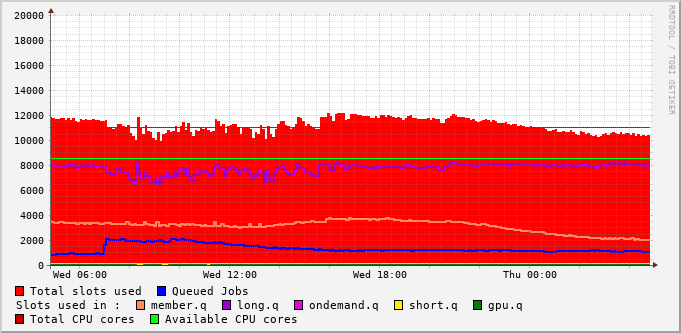 RRDTOOL / TOBI OETIKER
20000
18000
16000
14000
12000
10000
8000
6000
4000
2000
0
Wed 06:00 Wed 12:00 Wed 18:00 Thu 00:00
Total slots used Queued Jobs
Slots used in : member.q long.q ondemand.q short.q gpu.q
Total CPU cores Available CPU cores